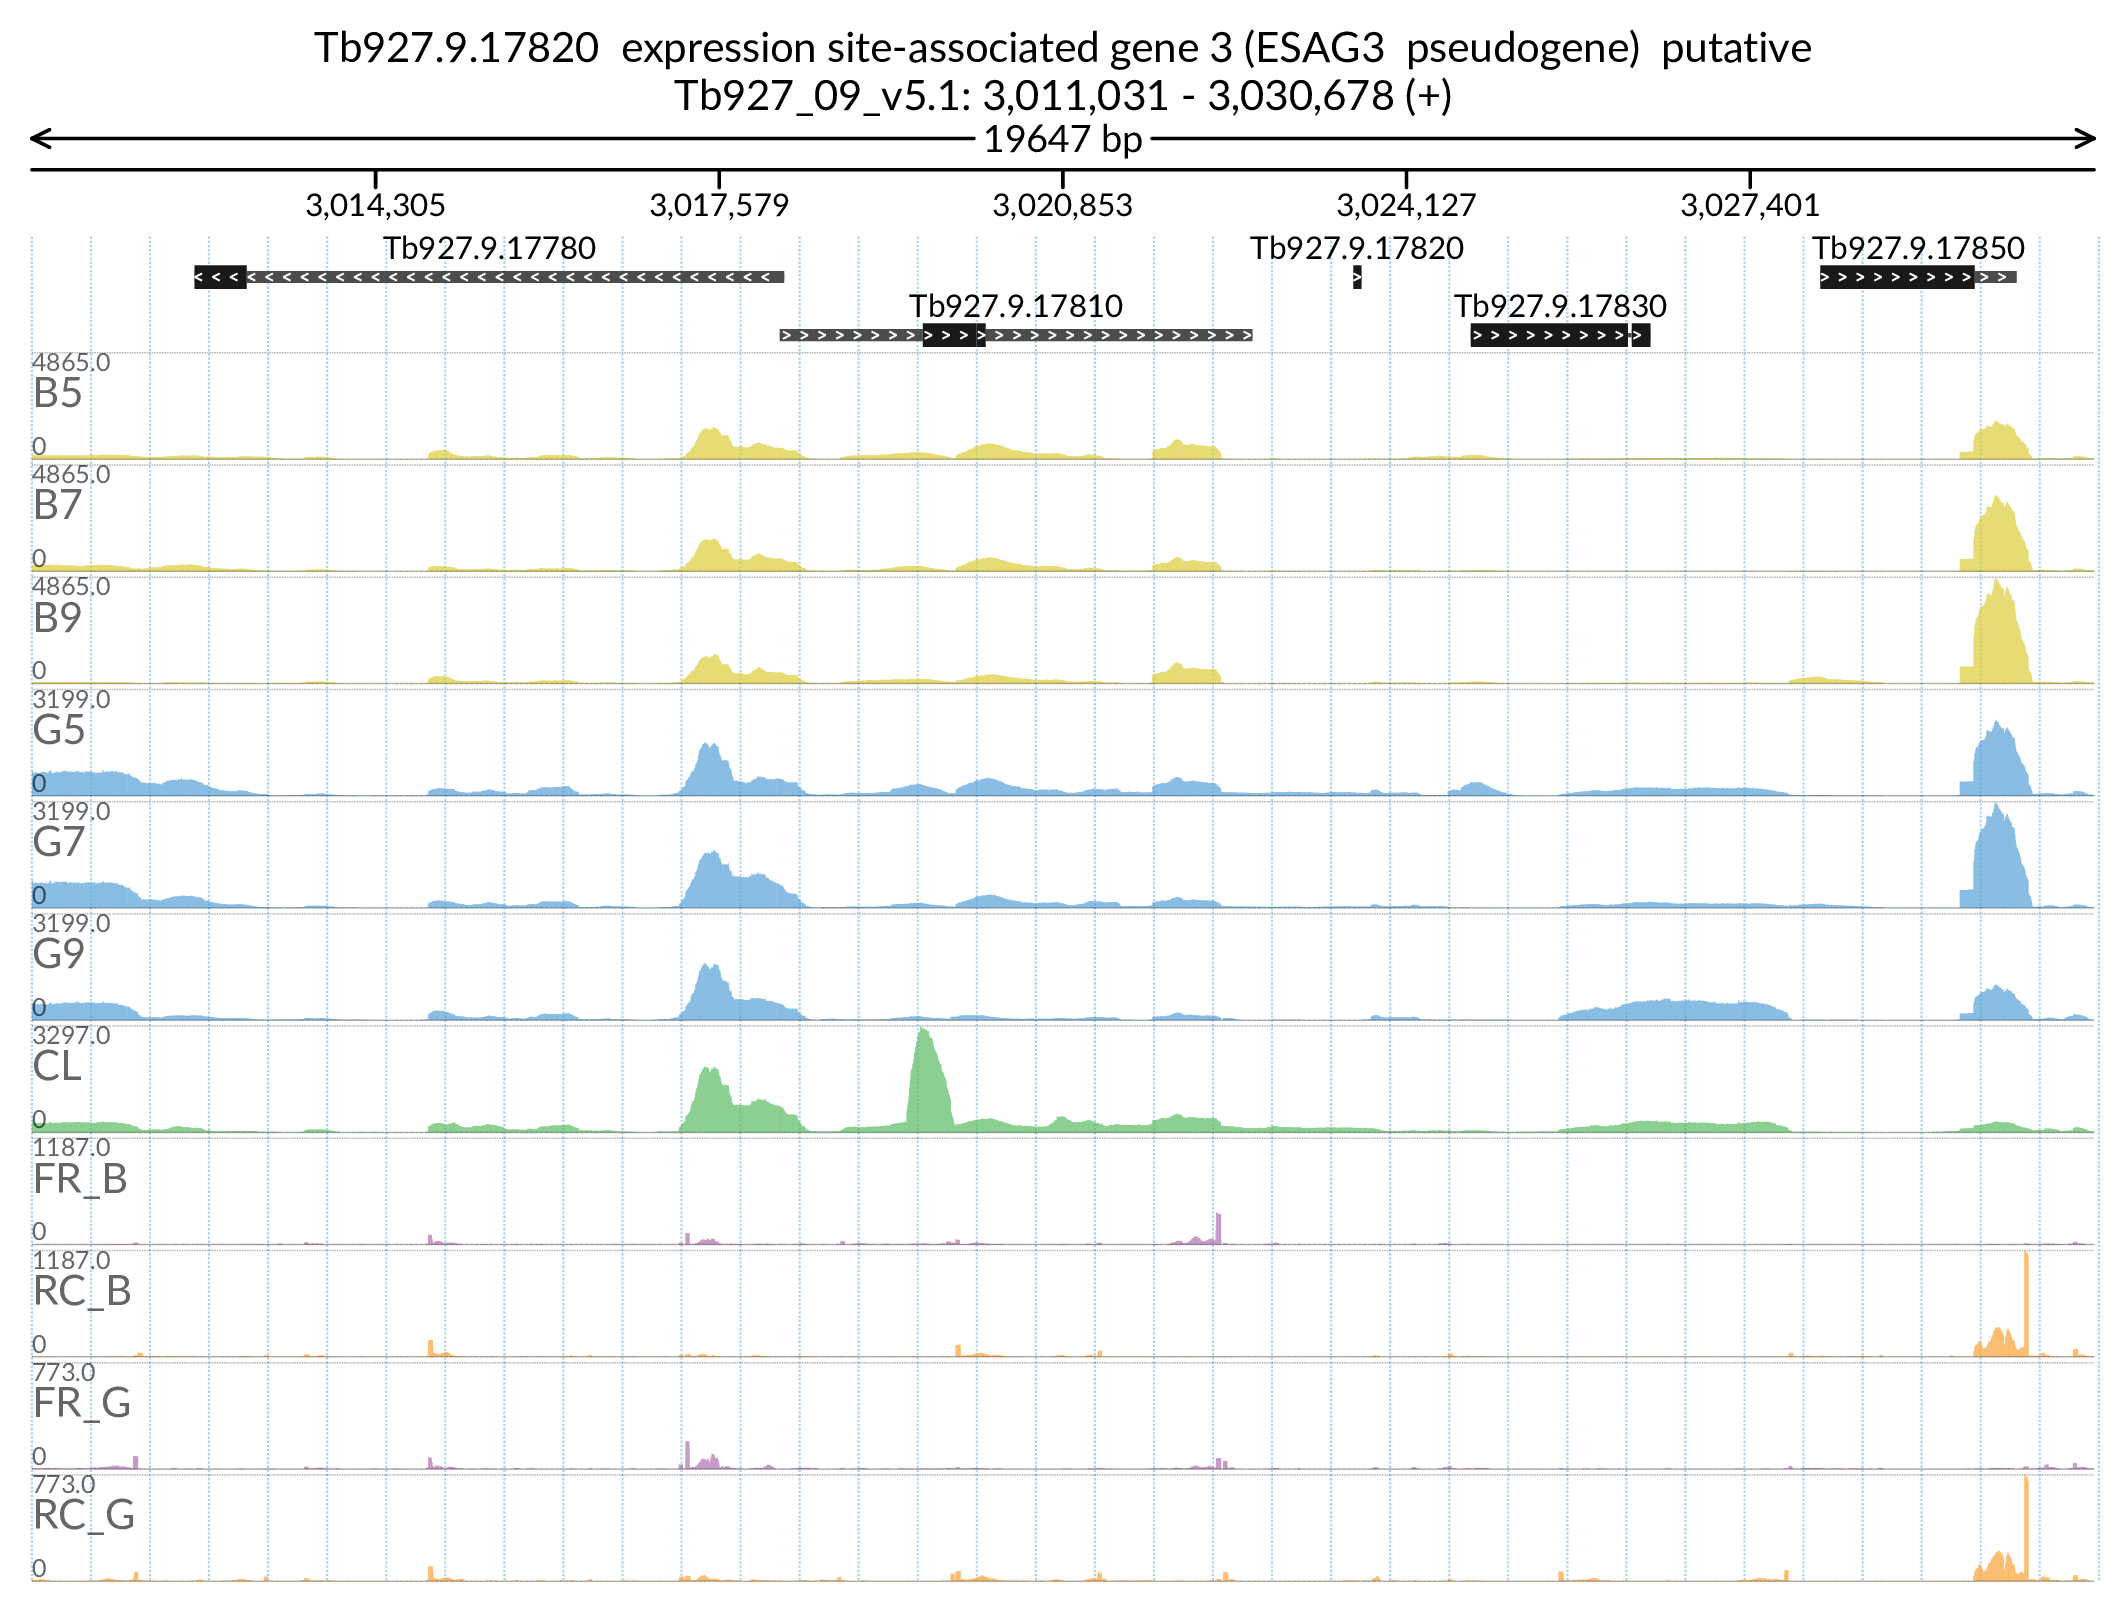 Tb927.9.17820  expression site-associated gene 3 (ESAG3  pseudogene)  putative
Tb927_09_v5.1: 3,011,031 - 3,030,678 (+)
19647 bp
3,014,305 3,017,579 3,020,853 3,024,127 3,027,401
Tb927.9.17780 Tb927.9.17820 Tb927.9.17850
Tb927.9.17810 Tb927.9.17830
4865.0
B5
0
4865.0
B7
0
4865.0
B9
0
3199.0
G5
0
3199.0
G7
0
3199.0
G9
0
3297.0
CL
0
1187.0
FR_B
0
1187.0
RC_B
0
773.0
FR_G
0
773.0
RC_G
0